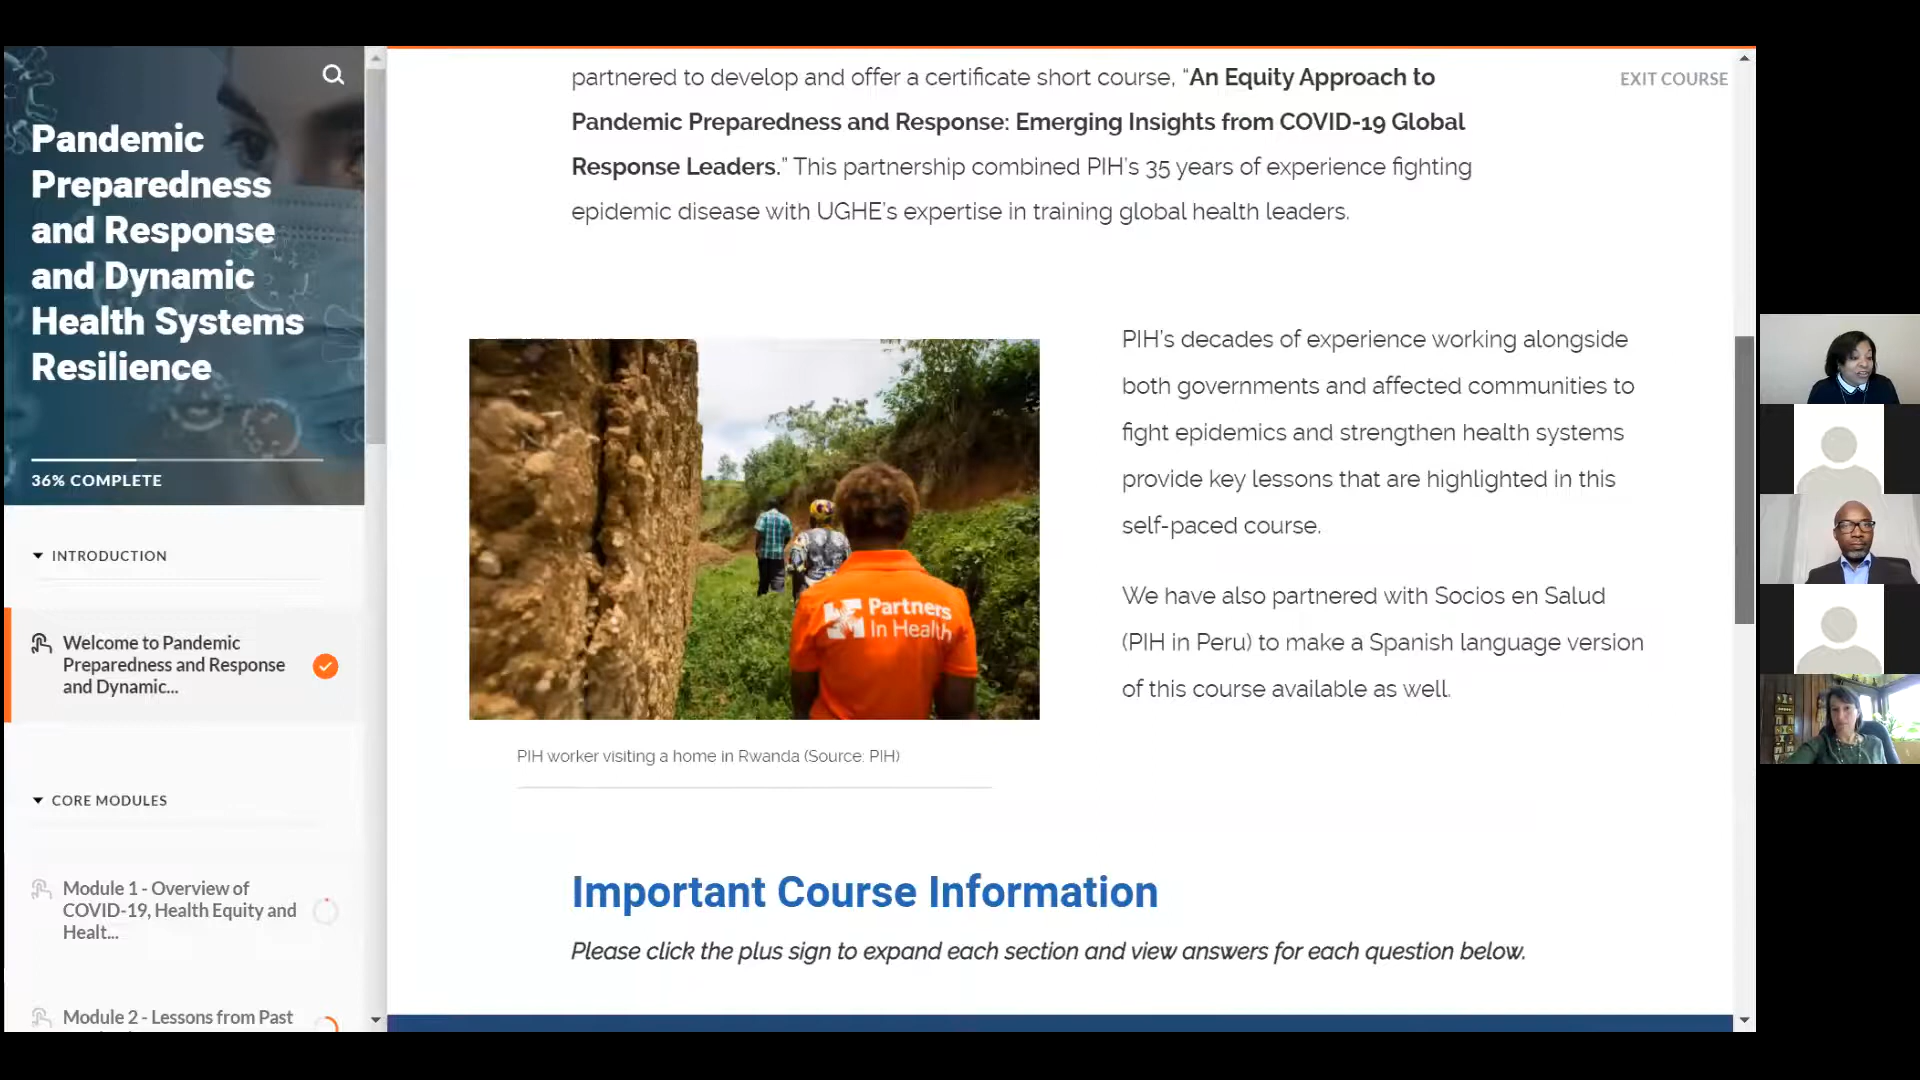 Pandemic
Preparedness
and Response
and Dynamic
Health Systems
Resilience
36% COMPLETE
INTRODUCTION
Welcome to Pandemic
Preparedness and Response
and Dynamic...
CORE MODULES
Module 1 - Overview of
COVID-19, Health Equity and
Healt...
Module 2 - Lessons from Past
EXIT COURSE
partnered to develop and offer a certificate short course, “An Equity Approach to
Pandemic Preparedness and Response: Emerging Insights from COVID-19 Global
Response Leaders.” This partnership combined PIH’s 35 years of experience fighting
epidemic disease with UGHE’s expertise in training global health leaders.
Partners
In Health
PIH worker visiting a home in Rwanda (Source: PIH)
PIH’s decades of experience working alongside
both governments and affected communities to
fight epidemics and strengthen health systems
provide key lessons that are highlighted in this
self-paced course.
We have also partnered with Socios en Salud
(PIH in Peru) to make a Spanish language version
of this course available as well.
Important Course Information
Please click the plus sign to expand each section and view answers for each question below.